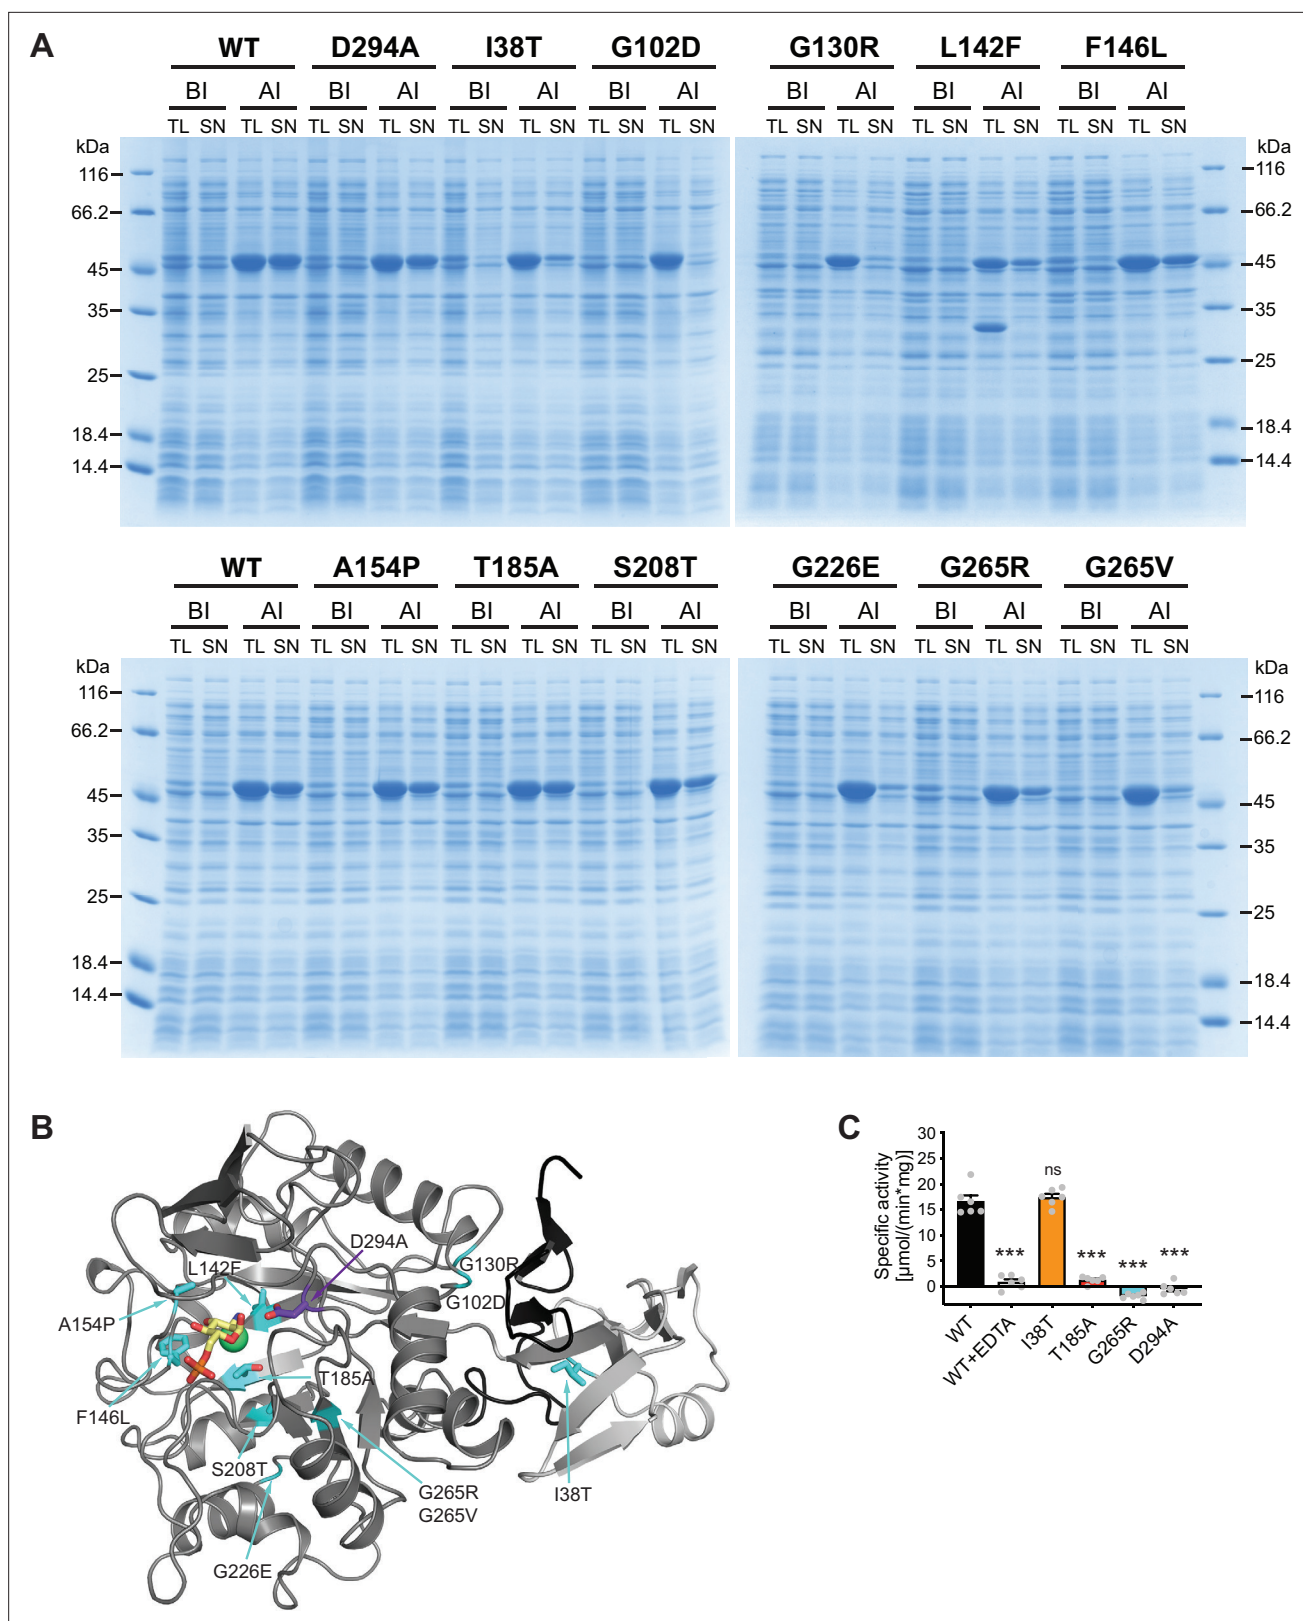 A
WT D294A I38T G102D G130R L142F F146L
BI AI BI AI BI AI BI AI BI AI BI AI BI AI
TL SN TL SN TL SN TL SN TL SN TL SN TL SN TL SN TL SN TL SN TL SN TL SN TL SN TL SN
kDa kDa
116 116
66.2 66.2
45 45
35 35
25 25
18.4 18.4
14.4 14.4
WT A154P T185A S208T G226E G265R G265V
BI AI BI AI BI AI BI AI BI AI BI AI BI AI
TL SN TL SN TL SN TL SN TL SN TL SN TL SN TL SN TL SN TL SN TL SN TL SN TL SN TL SN
kDa kDa
116 116
66.2 66.2
45 45
35 35
25 25
18.4 18.4
14.4 14.4
B
D294A
G130R
L142F
G102D
A154P
T185A
F146L
S208T
G265R
G265V
I38T
G226E
C
Specific activity
[µmol/(min*mg)]
30
25
20
15
10
5
0
ns
*** *** *** ***
WT WT+EDTA I38T T185A G265R D294A